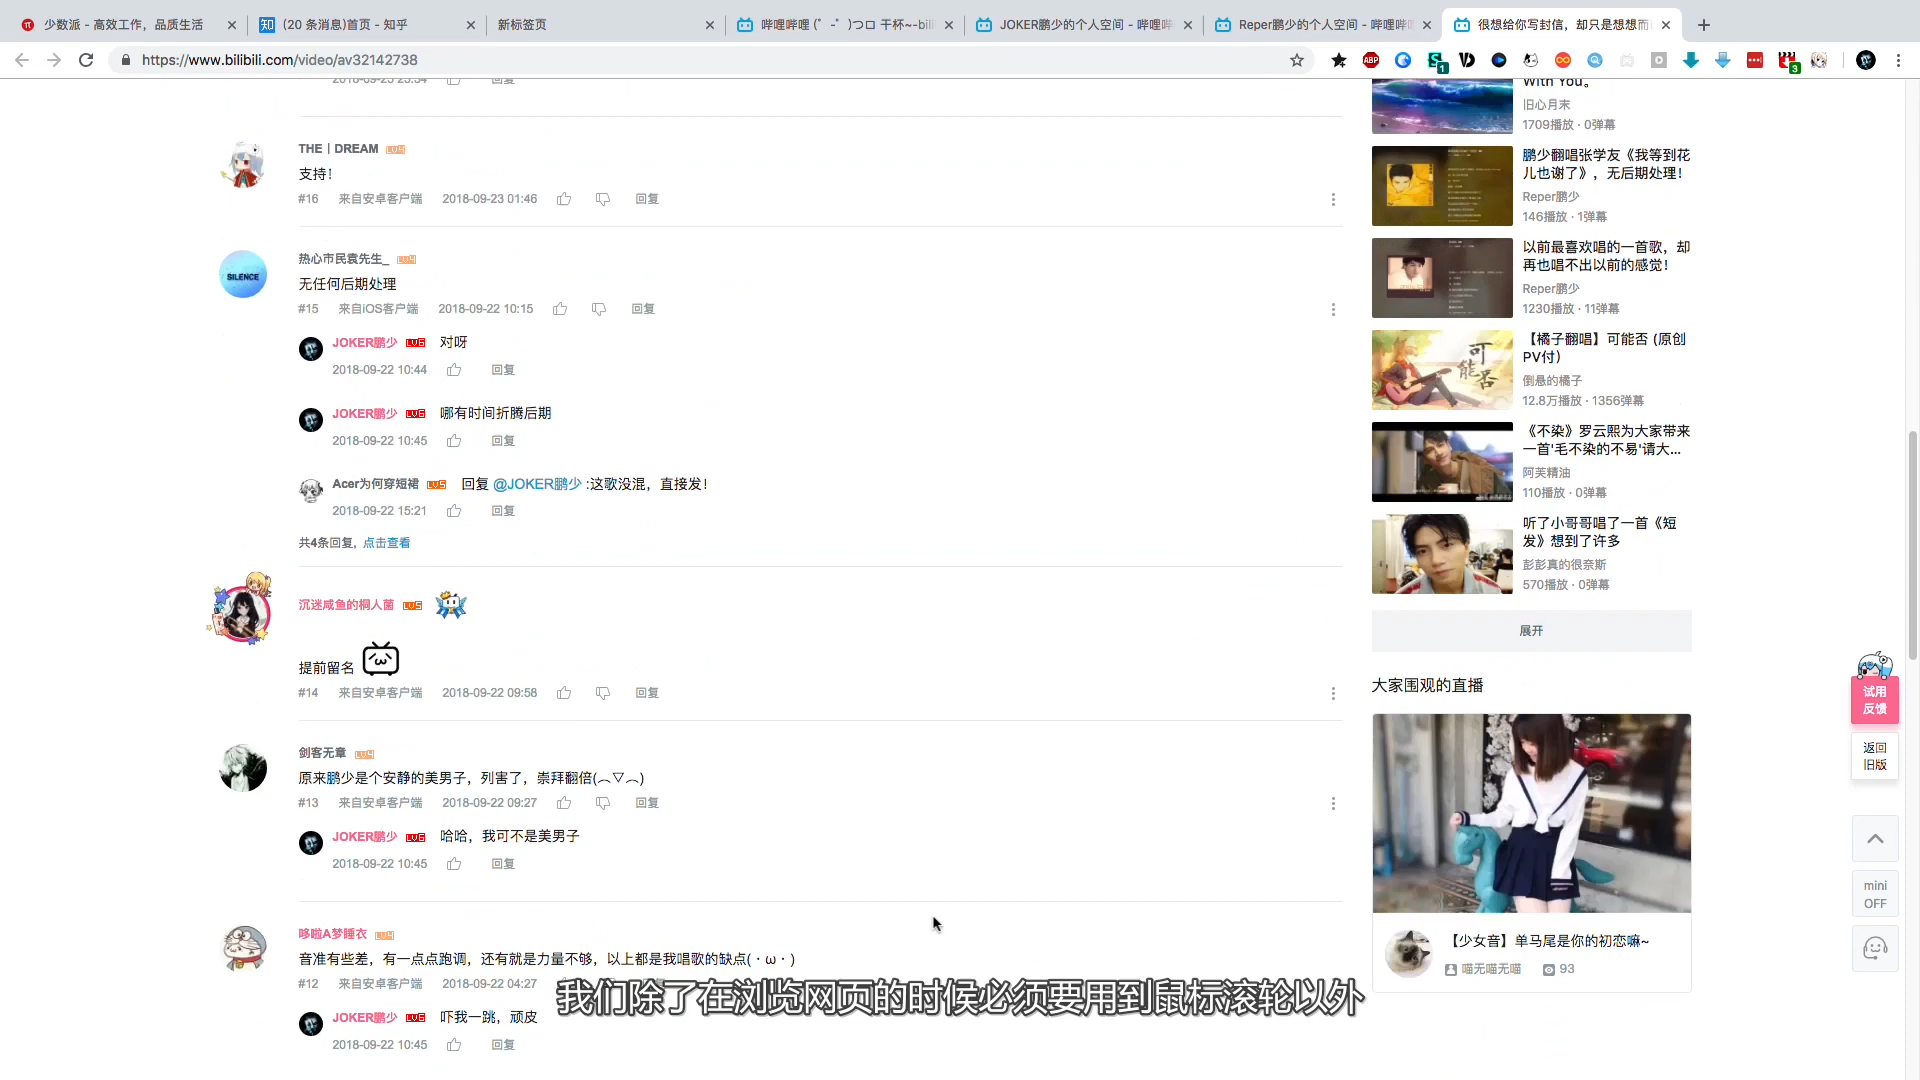 少数派 - 高效工作，品质生活
(20 条消息)首页 - 知乎
新标签页
哔哩哔哩 (゜-゜)つロ 干杯~-bili
JOKER鹏少的个人空间 - 哔哩哔
Reper鹏少的个人空间 - 哔哩哔哩
很想给你写封信，却只是想想而
https://www.bilibili.com/video/av32142738
回复
THE丨DREAM LV4
支持！
#16 来自安卓客户端 2018-09-23 01:46 回复
SILENCE
热心市民袁先生_ LV4
无任何后期处理
#15 来自iOS客户端 2018-09-22 10:15 回复
JOKER鹏少 LV6 对呀
2018-09-22 10:44 回复
JOKER鹏少 LV6 哪有时间折腾后期
2018-09-22 10:45 回复
Acer为何穿短裙 LV5 回复 @JOKER鹏少 :这歌没混，直接发！
2018-09-22 15:21 回复
共4条回复, 点击查看
沉迷咸鱼的桐人菌 LV5
提前留名
#14 来自安卓客户端 2018-09-22 09:58 回复
剑客无章 LV4
原来鹏少是个安静的美男子，列害了，崇拜翻倍(︵▽︵)
#13 来自安卓客户端 2018-09-22 09:27 回复
JOKER鹏少 LV6 哈哈，我可不是美男子
2018-09-22 10:45 回复
哆啦A梦睡衣 LV4
音准有些差，有一点点跑调，还有就是力量不够，以上都是我唱歌的缺点(・ω・)
#12 来自安卓客户端 2018-09-22 04:27
JOKER鹏少 LV6 吓我一跳，顽皮
2018-09-22 10:45 回复
我们除了在浏览网页的时候必须要用到鼠标滚轮以外
With You。
旧心月末
1709播放 · 0弹幕
鹏少翻唱张学友《我等到花
儿也谢了》，无后期处理！
Reper鹏少
146播放 · 1弹幕
以前最喜欢唱的一首歌，却
再也唱不出以前的感觉！
Reper鹏少
1230播放 · 11弹幕
可能否
【橘子翻唱】可能否 (原创
PV付）
倒悬的橘子
12.8万播放 · 1356弹幕
《不染》罗云熙为大家带来
一首'毛不染的不易'请大...
阿芙精油
110播放 · 0弹幕
听了小哥哥唱了一首《短
发》想到了许多
彭彭真的很奈斯
570播放 · 0弹幕
展开
大家围观的直播
【少女音】单马尾是你的初恋嘛~
喵无喵无喵 93
试用
反馈
返回
旧版
mini
OFF